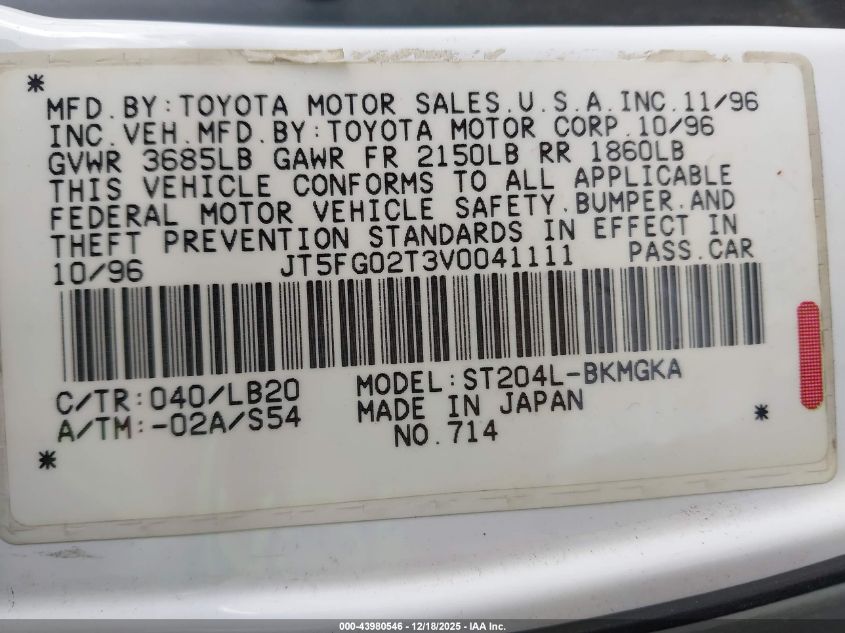 *
MFD.BY:TOYOTA MOTOR SALES.U.S.A.INC.11/96
INC.VEH.MFD.BY:TOYOTA MOTOR CORP.10/96
GVWR 3685LB GAWR FR 2150LB RR 1860LB
THIS VEHICLE CONFORMS TO ALL APPLICABLE
FEDERAL MOTOR VEHICLE SAFETY.BUMPER.AND
THEFT PREVENTION STANDARDS IN EFFECT IN
10/96 JT5FG02T3V0041111 PASS.CAR
C/TR:040/LB20 MODEL:ST204L-BKMGKA
A/TM:-02A/S54 MADE IN JAPAN *
* NO.714
000-43980546 - 12/18/2025 - IAA Inc.